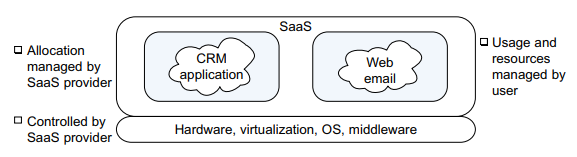 SaaS
Allocation
managed by
SaaS provider
CRM
application
Web
email
Usage and
resources
managed by
user
Controlled by
SaaS provider
Hardware, virtualization, OS, middleware